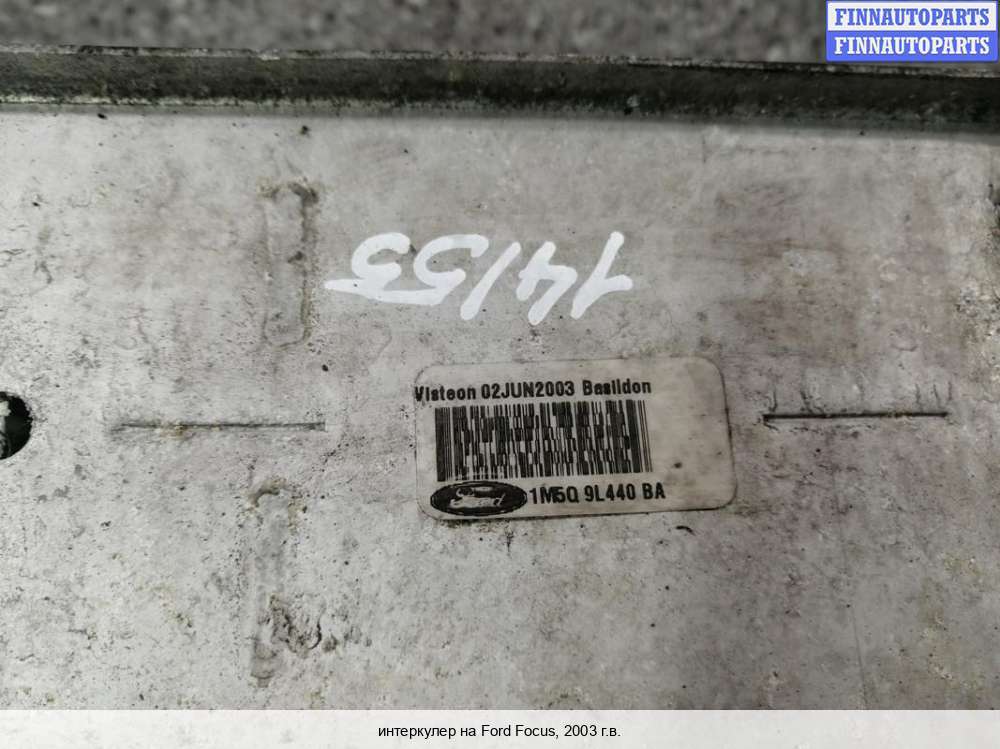 FINNAUTOPARTS
FINNAUTOPARTS
14/53
Visteon 02JUN2003 Basildon
Ford
1M5Q 9L440 BA
интеркулер на Ford Focus, 2003 г.в.